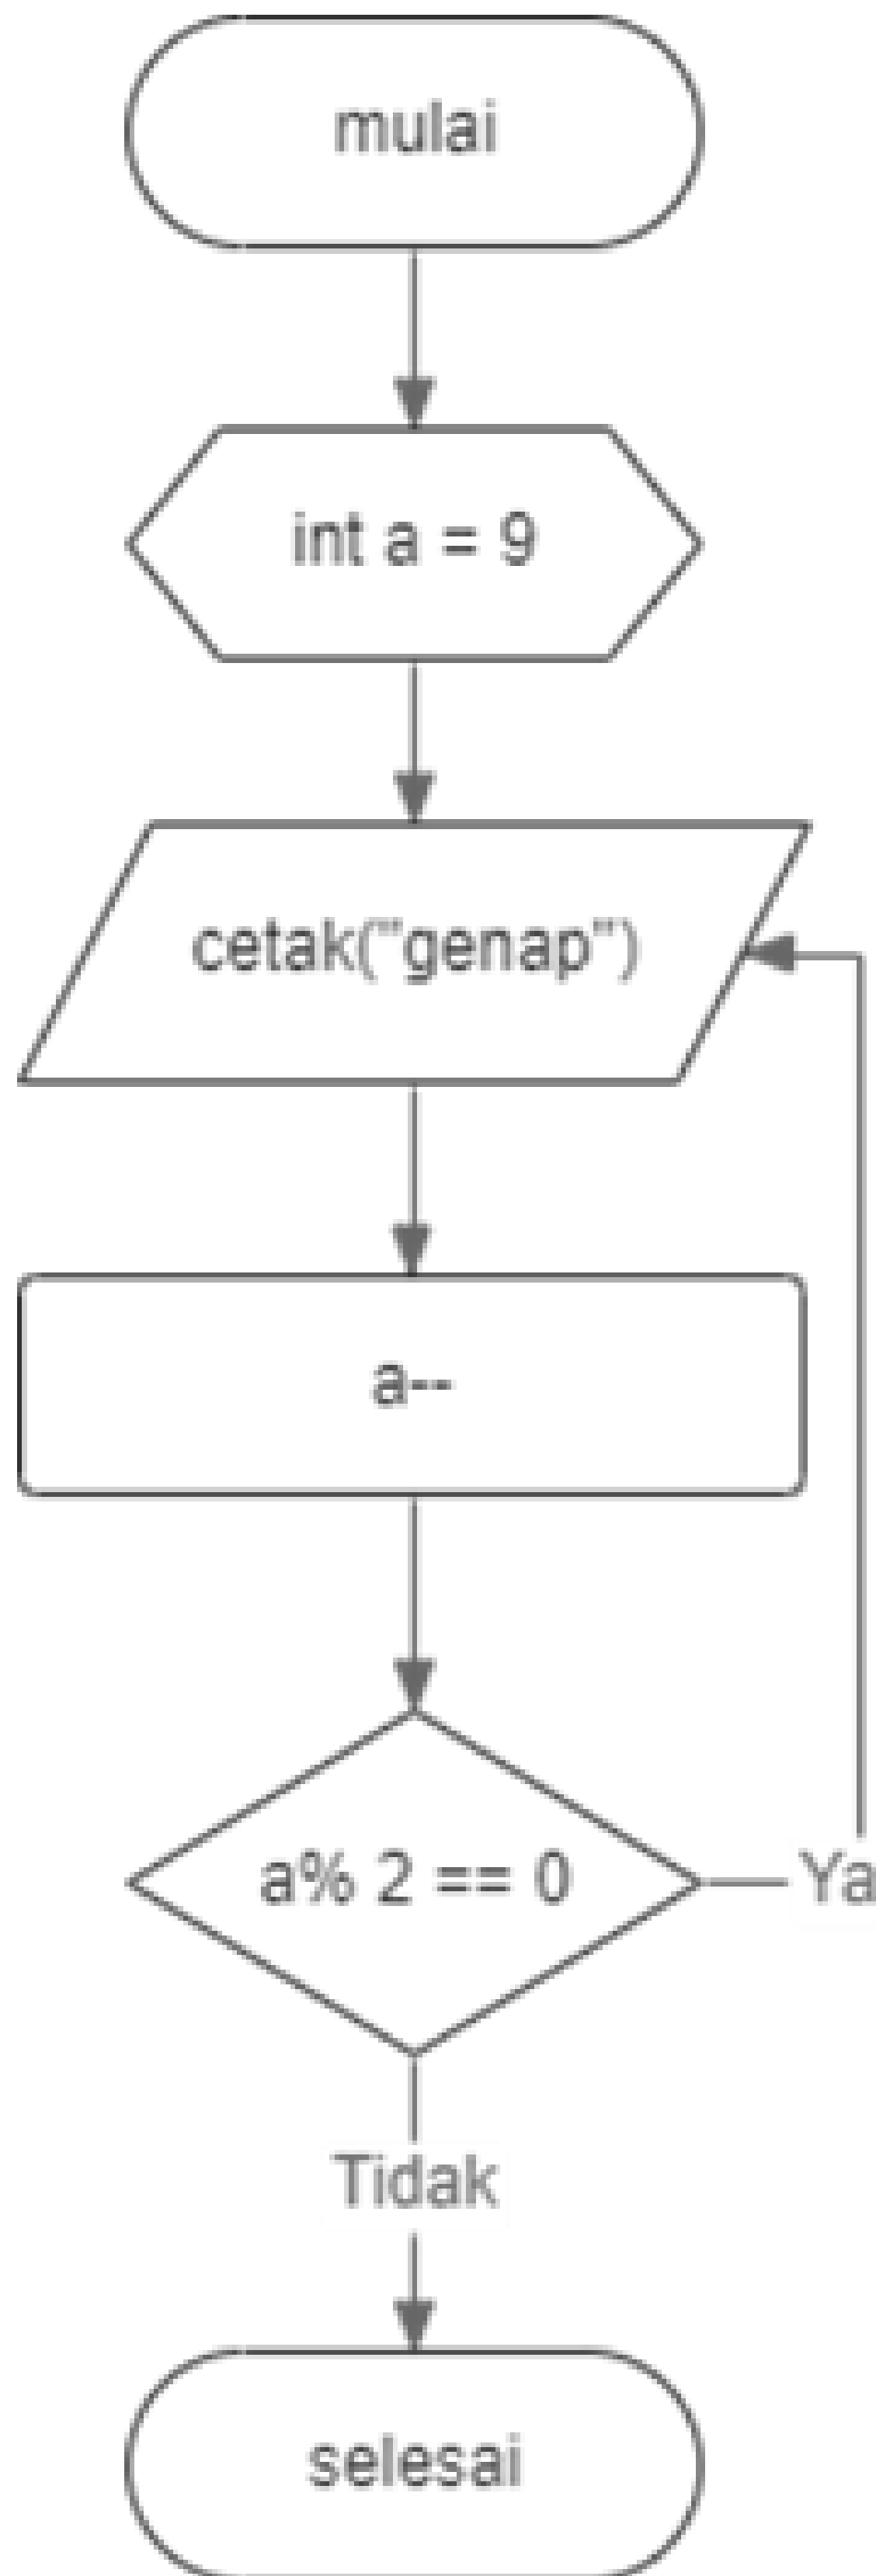 mulai
int a = 9
cetak("genap")
a--
a% 2 == 0
Ya
Tidak
selesai